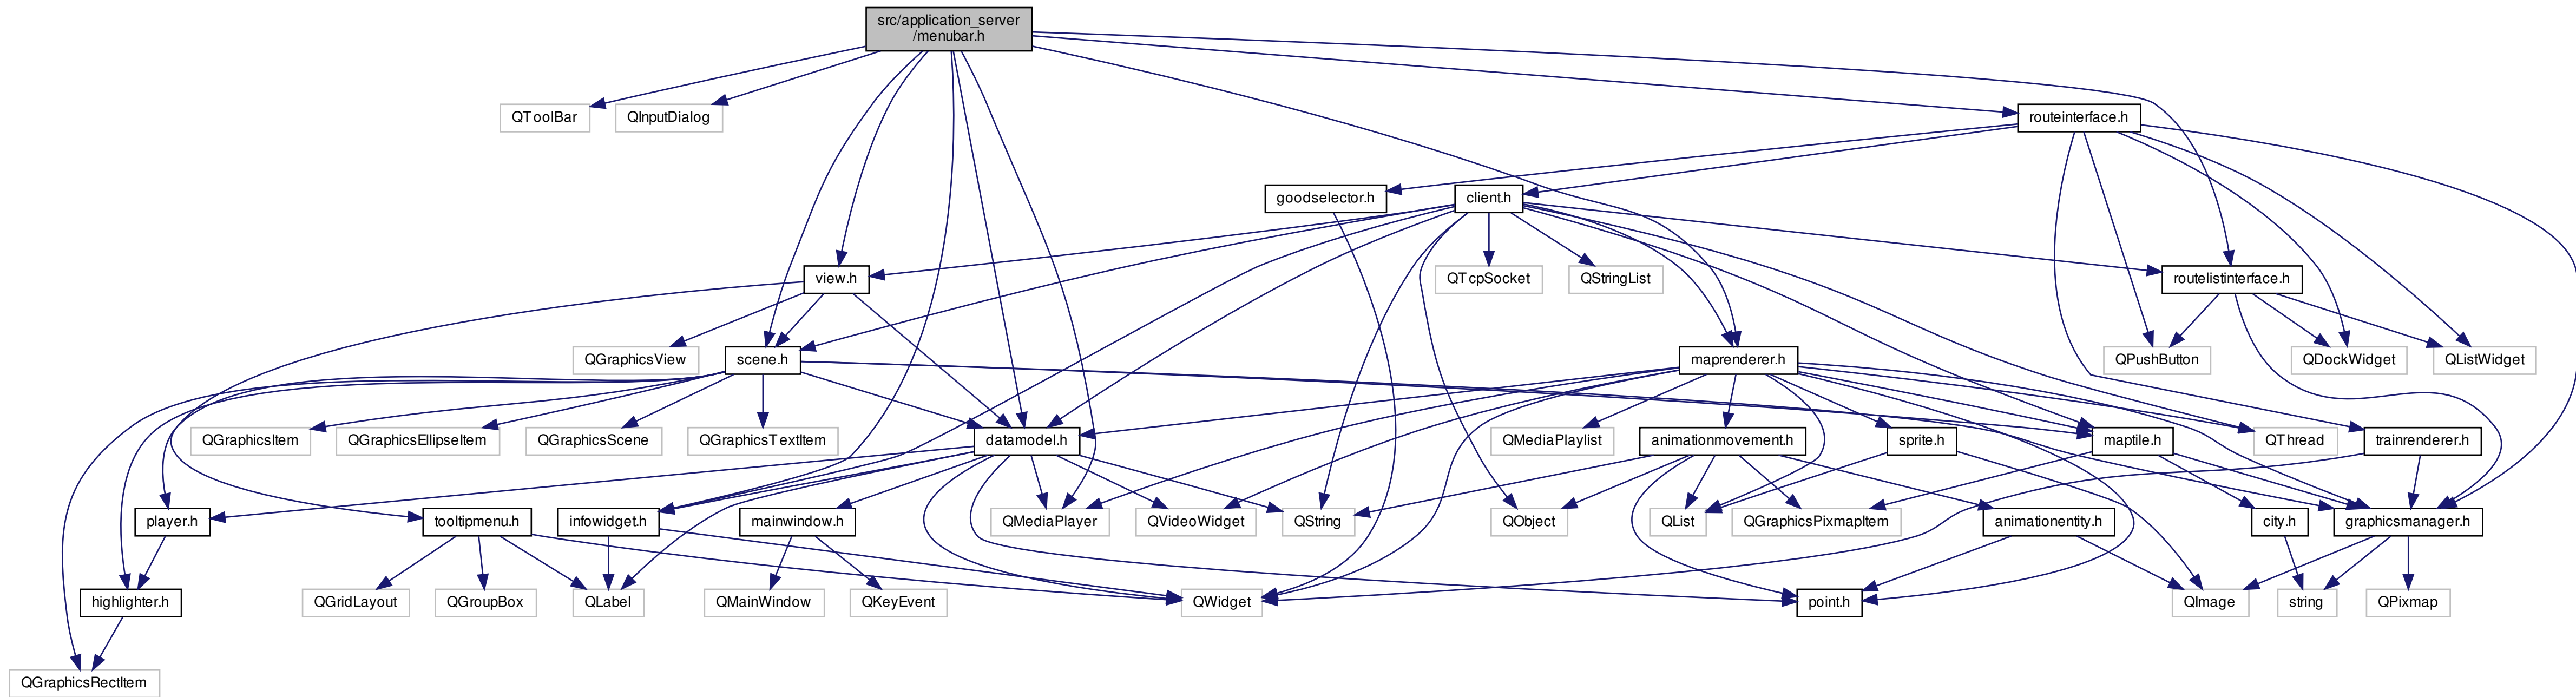 src/application_server
/menubar.h
QToolBar
QInputDialog
routeinterface.h
goodselector.h
client.h
view.h
QTcpSocket
QStringList
routelistinterface.h
QGraphicsView
scene.h
maprenderer.h
QPushButton
QDockWidget
QListWidget
QGraphicsItem
QGraphicsEllipseItem
QGraphicsScene
QGraphicsTextItem
datamodel.h
QMediaPlaylist
animationmovement.h
sprite.h
maptile.h
QThread
trainrenderer.h
player.h
tooltipmenu.h
infowidget.h
mainwindow.h
QMediaPlayer
QVideoWidget
QString
QObject
QList
QGraphicsPixmapItem
animationentity.h
city.h
graphicsmanager.h
highlighter.h
QGridLayout
QGroupBox
QLabel
QMainWindow
QKeyEvent
QWidget
point.h
QImage
string
QPixmap
QGraphicsRectItem